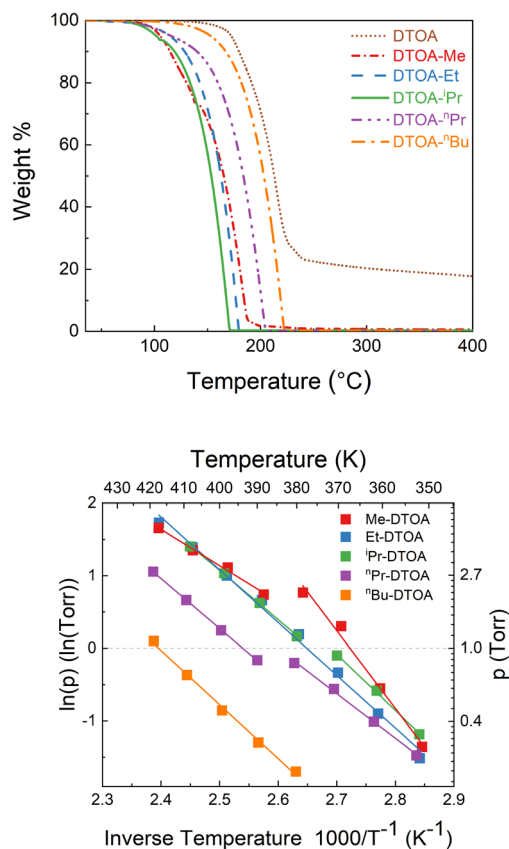 100
80
60
40
20
0
Weight %
DTOA
DTOA-Me
DTOA-Et
DTOA-ⁱPr
DTOA-ⁿPr
DTOA-ⁿBu
100 200 300 400
Temperature (°C)
Temperature (K)
430 420 410 400 390 380 370 360 350
2
1
0
-1
ln(p) (ln(Torr))
Me-DTOA
Et-DTOA
ⁱPr-DTOA
ⁿPr-DTOA
ⁿBu-DTOA
2.7
1.0
0.4
p (Torr)
2.3 2.4 2.5 2.6 2.7 2.8 2.9
Inverse Temperature 1000/T⁻¹ (K⁻¹)